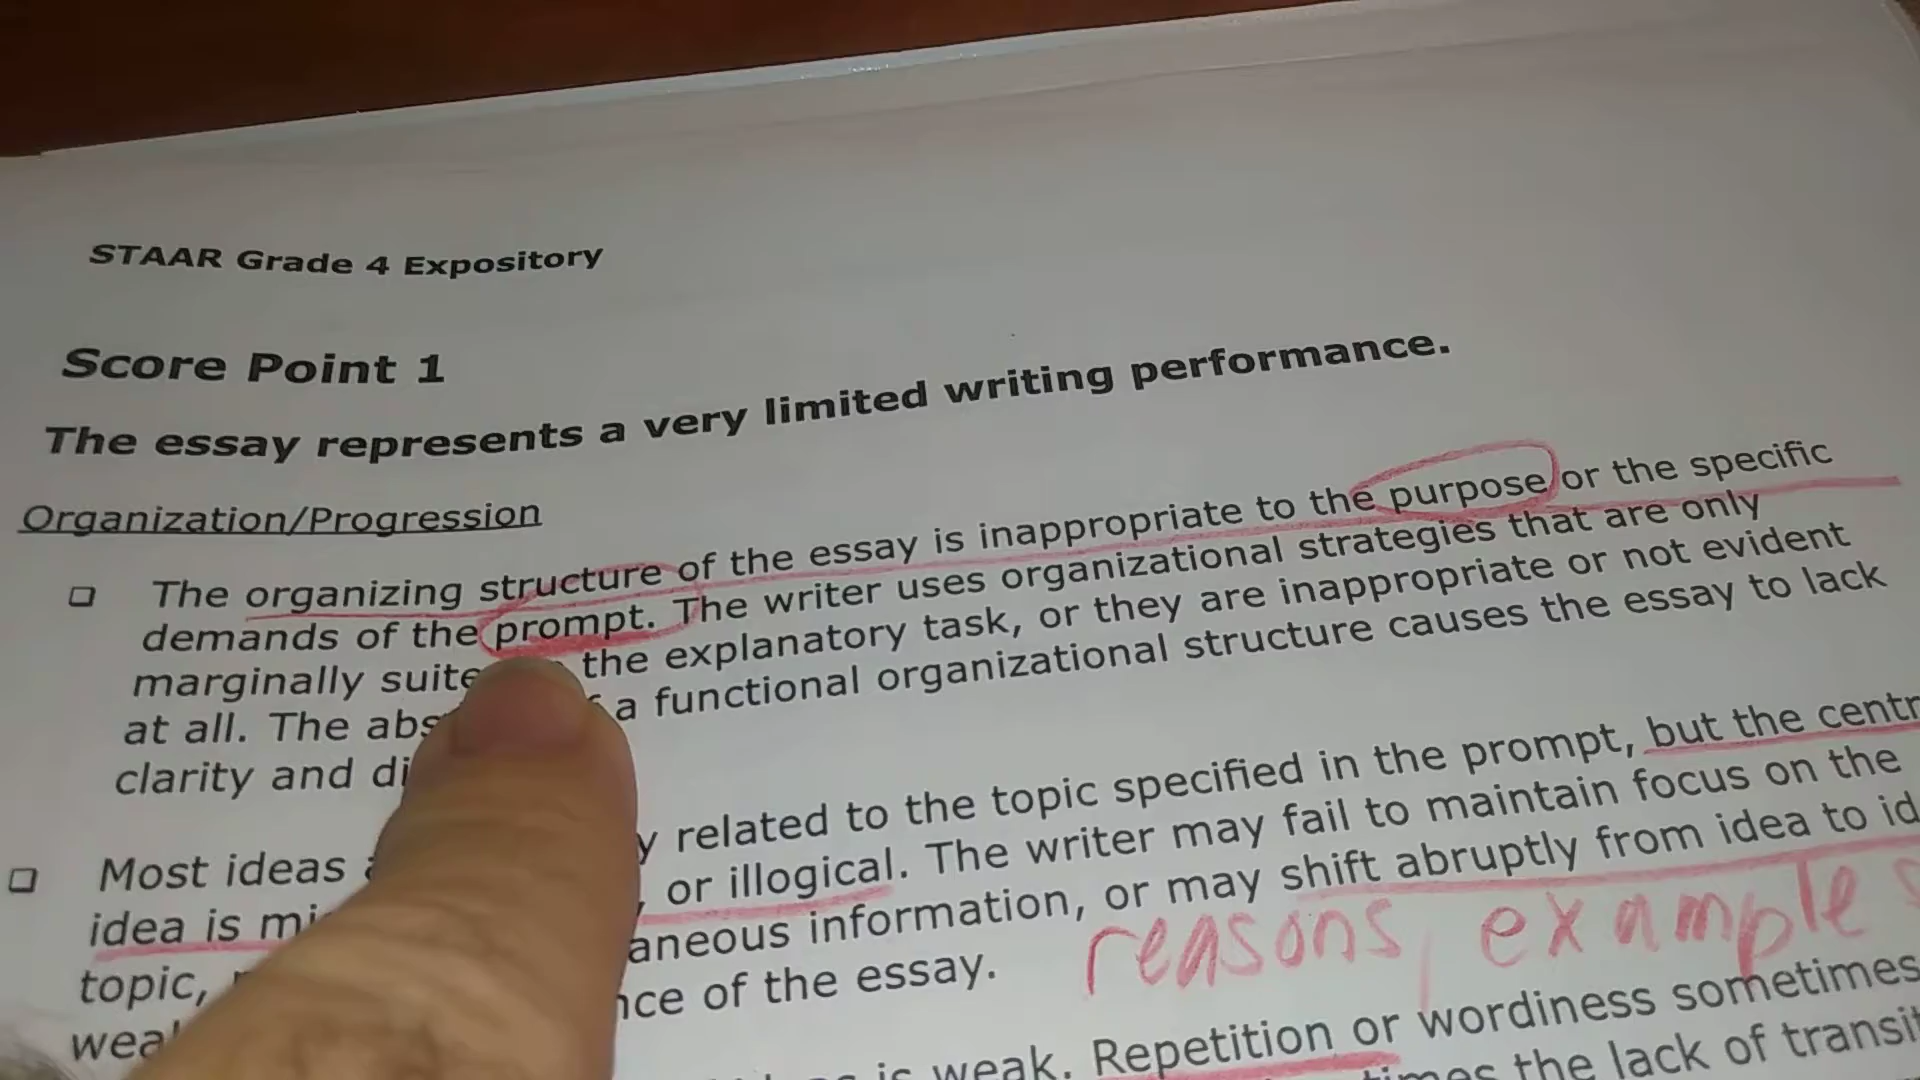 STAAR Grade 4 Expository
Score Point 1
The essay represents a very limited writing performance.
Organization/Progression
The organizing structure of the essay is inappropriate to the purpose or the specific
demands of the prompt. The writer uses organizational strategies that are only
marginally the explanatory task, or they are inappropriate or not evident
at all. The a functional organizational structure causes the essay to lack
clarity and
Most ideas related to the topic specified in the prompt, but the
idea is or illogical. The writer may fail to maintain focus on the
topic, information, or may shift abruptly from idea to
of the essay.
reasons, examples
is weak. Repetition or wordiness sometimes
the lack of